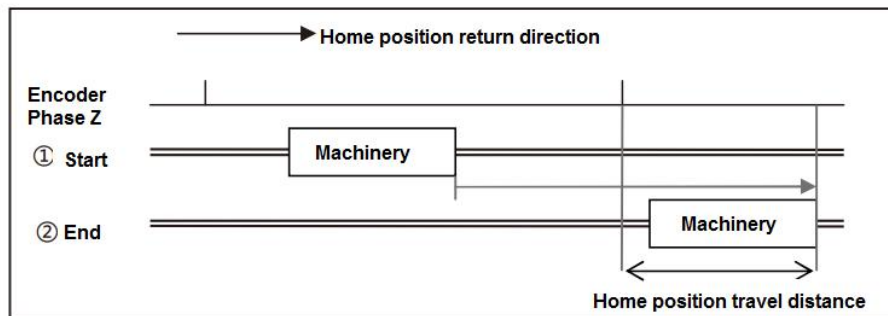 Home position return direction
Encoder
Phase Z
① Start
Machinery
② End
Machinery
Home position travel distance